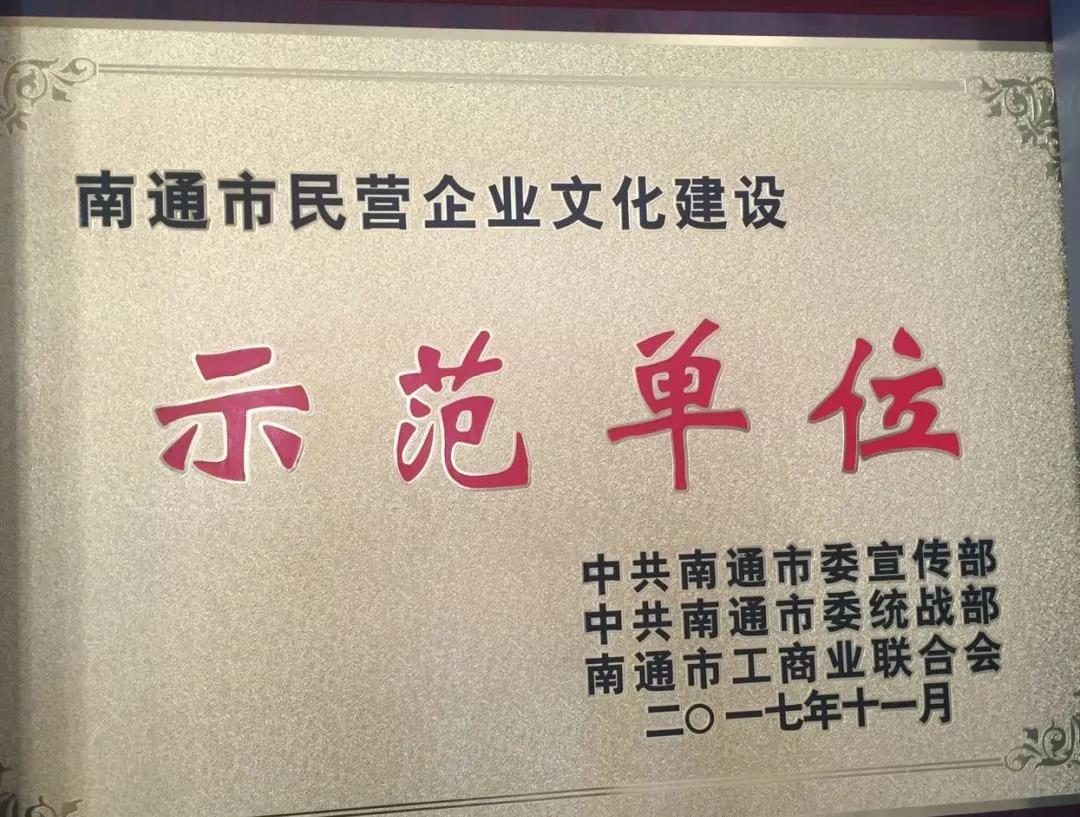 南通市民营企业文化建设
示范单位
中共南通市委宣传部
中共南通市委统战部
南通市工商业联合会
二〇一七年十一月